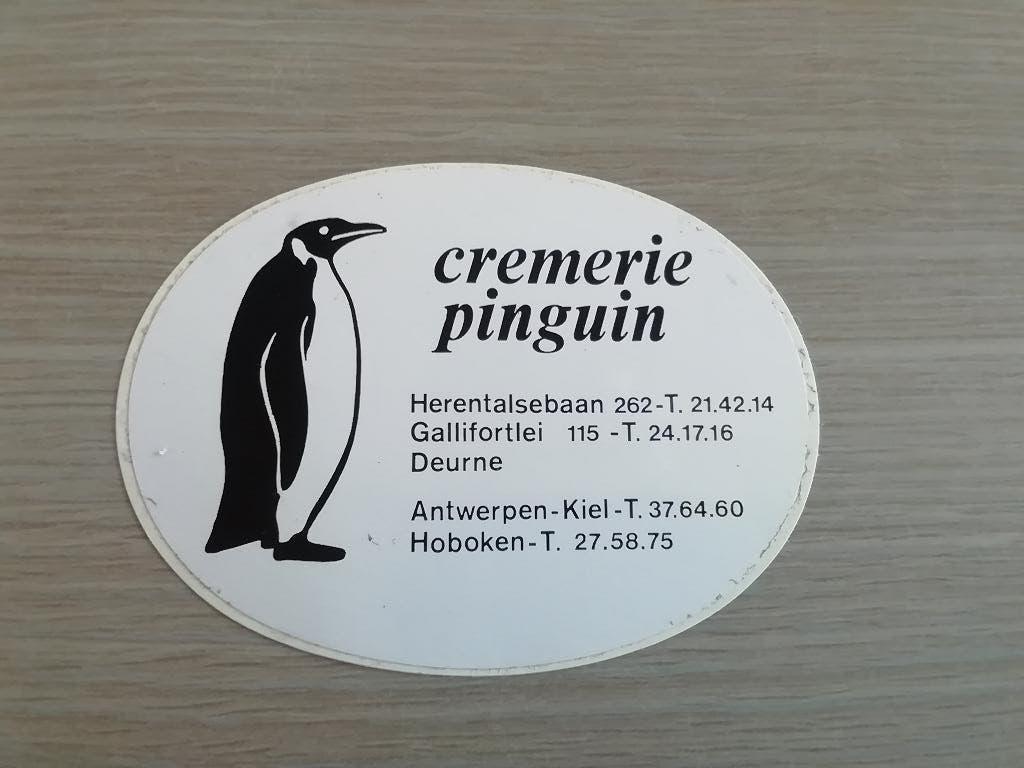 cremerie
pinguin
Herentalsebaan 262-T. 21.42.14
Gallifortlei 115 -T. 24.17.16
Deurne
Antwerpen-Kiel-T. 37.64.60
Hoboken-T. 27.58.75